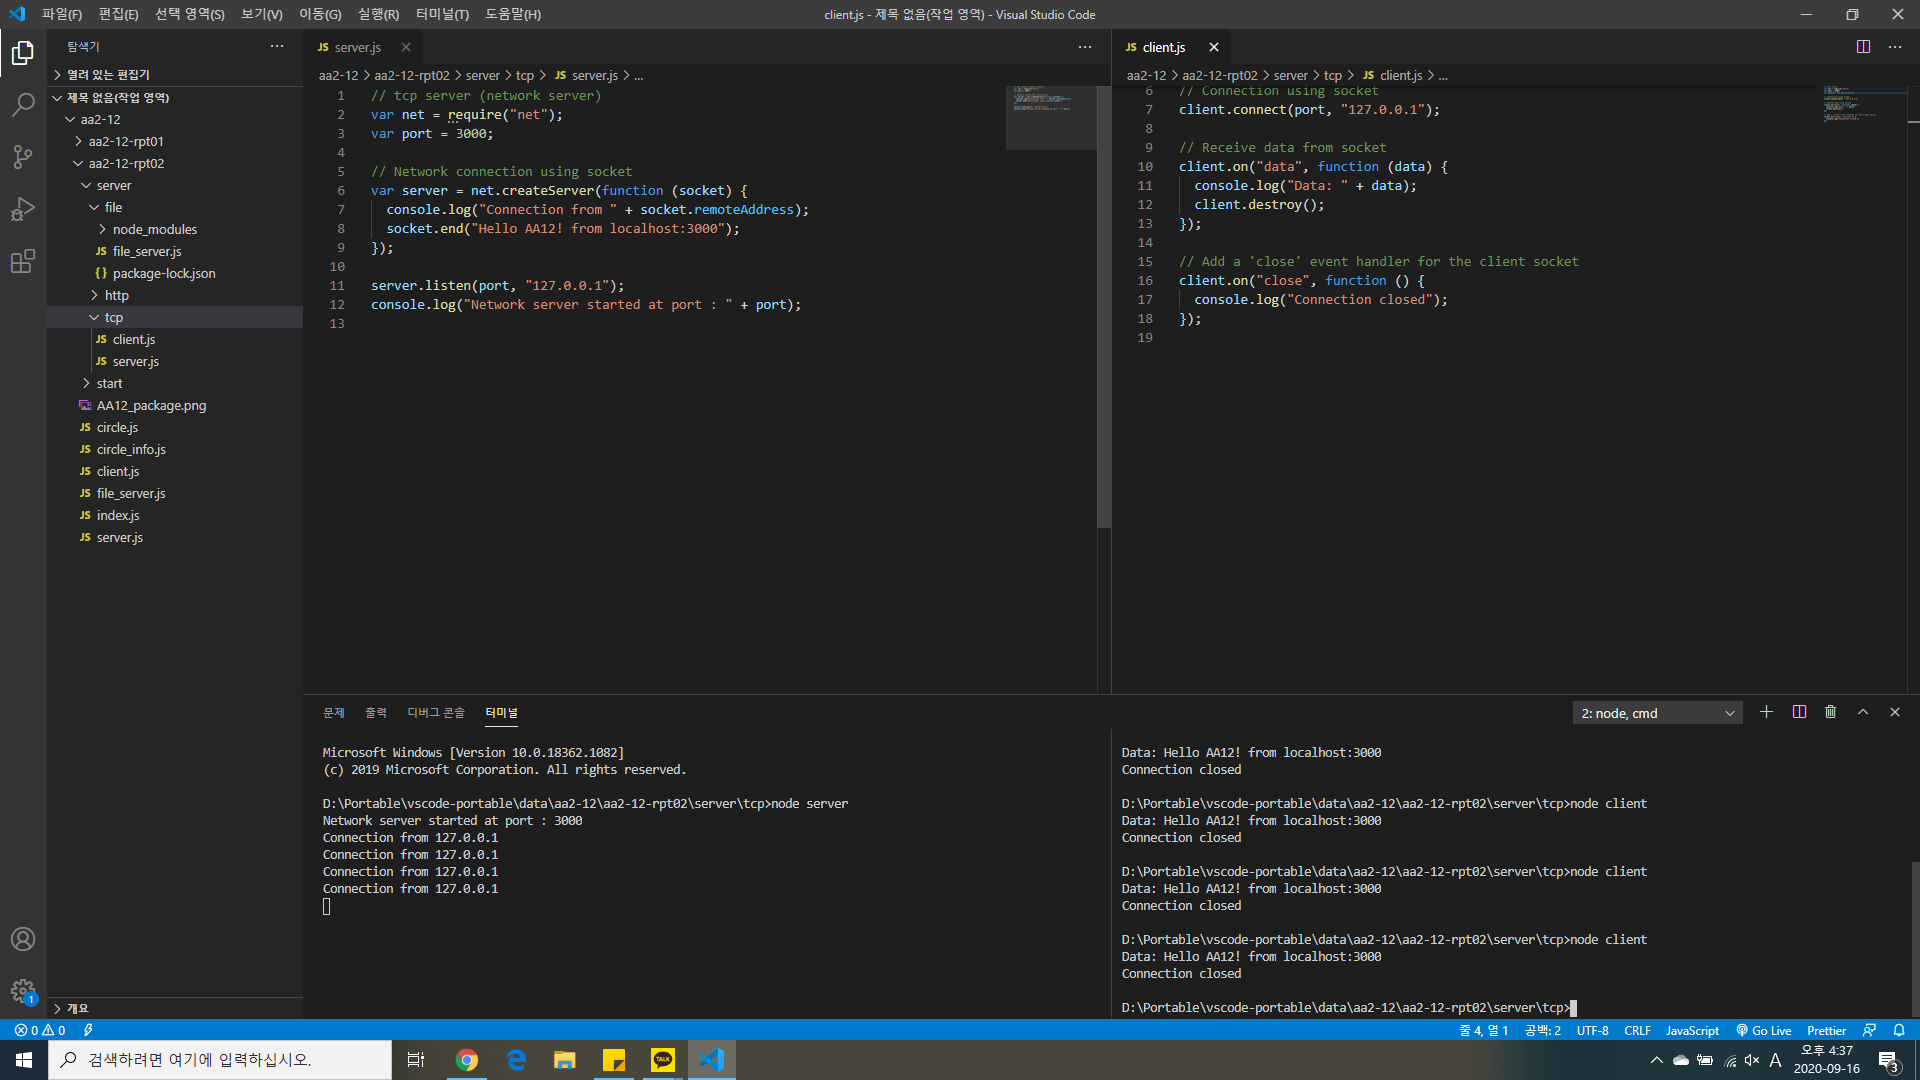 파일(F) 편집(E) 선택 영역(S) 보기(V) 이동(G) 실행(R) 터미널(T) 도움말(H)
client.js - 제목 없음(작업 영역) - Visual Studio Code
탐색기
열려 있는 편집기
제목 없음(작업 영역)
aa2-12
aa2-12-rpt01
aa2-12-rpt02
server
file
node_modules
JS file_server.js
{} package-lock.json
http
tcp
JS client.js
JS server.js
start
AA12_package.png
JS circle.js
JS circle_info.js
JS client.js
JS file_server.js
JS index.js
JS server.js
개요
1
JS server.js
aa2-12 > aa2-12-rpt02 > server > tcp > JS server.js > ...
1 // tcp server (network server)
2 var net = require("net");
3 var port = 3000;
4
5 // Network connection using socket
6 var server = net.createServer(function (socket) {
7 console.log("Connection from " + socket.remoteAddress);
8 socket.end("Hello AA12! from localhost:3000");
9 });
10
11 server.listen(port, "127.0.0.1");
12 console.log("Network server started at port : " + port);
13
JS client.js
aa2-12 > aa2-12-rpt02 > server > tcp > JS client.js > ...
6 // Connection using socket
7 client.connect(port, "127.0.0.1");
8
9 // Receive data from socket
10 client.on("data", function (data) {
11 console.log("Data: " + data);
12 client.destroy();
13 });
14
15 // Add a 'close' event handler for the client socket
16 client.on("close", function () {
17 console.log("Connection closed");
18 });
19
문제 출력 디버그 콘솔 터미널
2: node, cmd
Microsoft Windows [Version 10.0.18362.1082]
(c) 2019 Microsoft Corporation. All rights reserved.
D:\Portable\vscode-portable\data\aa2-12\aa2-12-rpt02\server\tcp>node server
Network server started at port : 3000
Connection from 127.0.0.1
Connection from 127.0.0.1
Connection from 127.0.0.1
Connection from 127.0.0.1
Data: Hello AA12! from localhost:3000
Connection closed
D:\Portable\vscode-portable\data\aa2-12\aa2-12-rpt02\server\tcp>node client
Data: Hello AA12! from localhost:3000
Connection closed
D:\Portable\vscode-portable\data\aa2-12\aa2-12-rpt02\server\tcp>node client
Data: Hello AA12! from localhost:3000
Connection closed
D:\Portable\vscode-portable\data\aa2-12\aa2-12-rpt02\server\tcp>node client
Data: Hello AA12! from localhost:3000
Connection closed
D:\Portable\vscode-portable\data\aa2-12\aa2-12-rpt02\server\tcp>
0 0
줄 4, 열 1 공백: 2 UTF-8 CRLF JavaScript Go Live Prettier
검색하려면 여기에 입력하십시오.
TALK
A
오후 4:37
2020-09-16
3